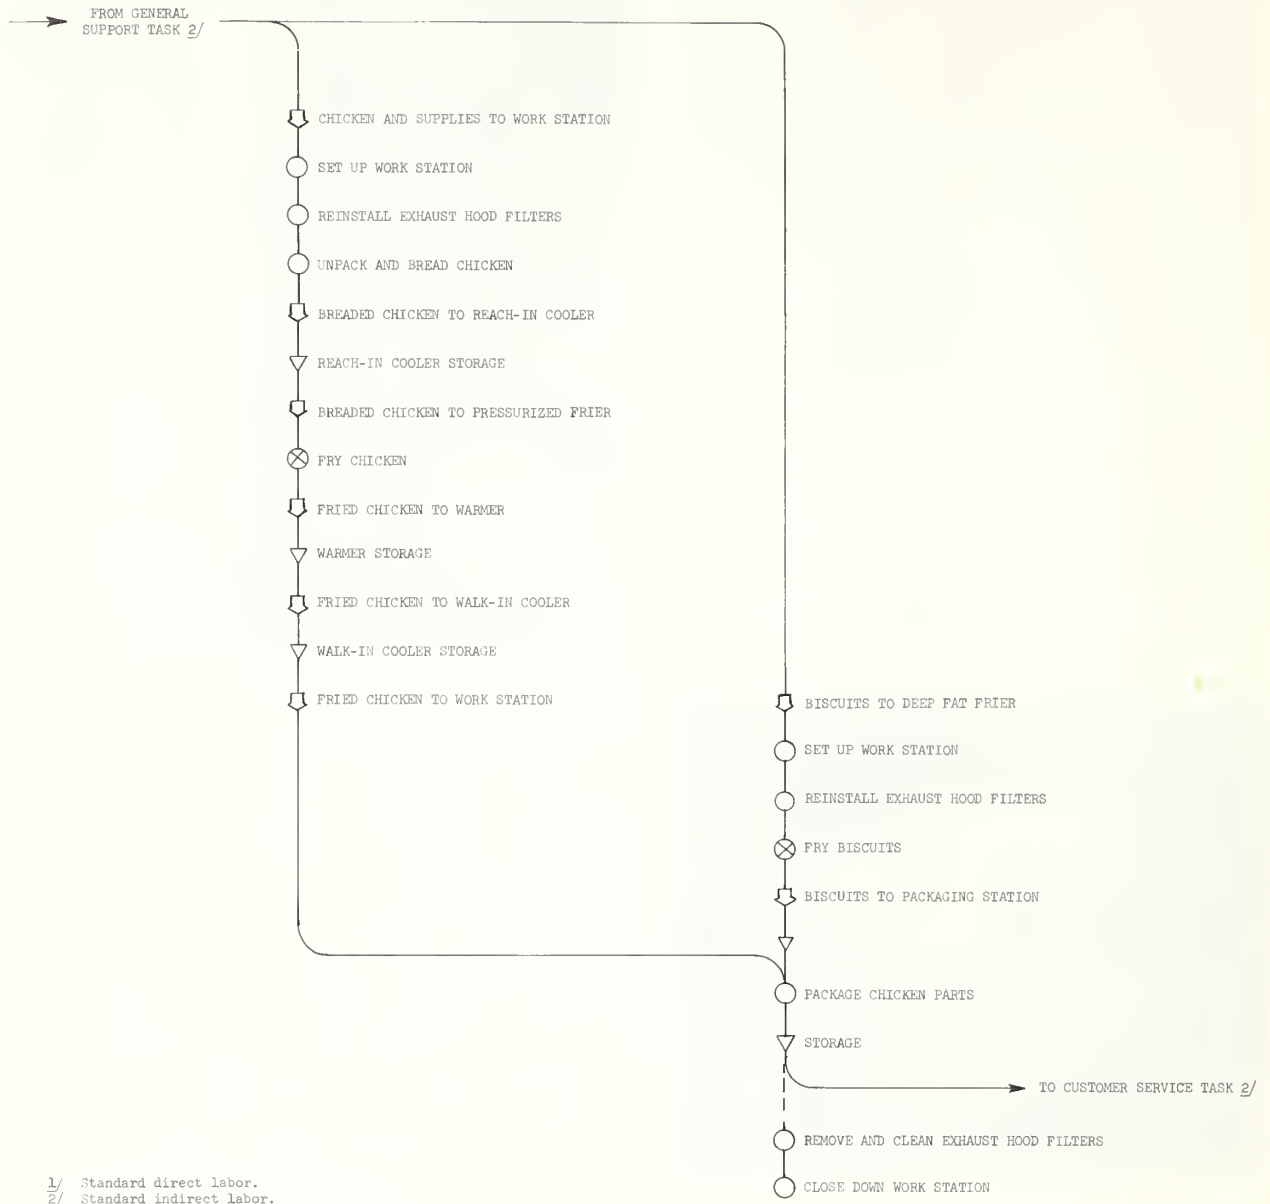 FROM GENERAL
SUPPORT TASK 2/
CHICKEN AND SUPPLIES TO WORK STATION
SET UP WORK STATION
REINSTALL EXHAUST HOOD FILTERS
UNPACK AND BREAD CHICKEN
BREADED CHICKEN TO REACH-IN COOLER
REACH-IN COOLER STORAGE
BREADED CHICKEN TO PRESSURIZED FRIER
FRY CHICKEN
FRIED CHICKEN TO WARMER
WARMER STORAGE
FRIED CHICKEN TO WALK-IN COOLER
WALK-IN COOLER STORAGE
FRIED CHICKEN TO WORK STATION
BISCUITS TO DEEP FAT FRIER
SET UP WORK STATION
REINSTALL EXHAUST HOOD FILTERS
FRY BISCUITS
BISCUITS TO PACKAGING STATION
PACKAGE CHICKEN PARTS
STORAGE
TO CUSTOMER SERVICE TASK 2/
REMOVE AND CLEAN EXHAUST HOOD FILTERS
CLOSE DOWN WORK STATION
1/ Standard direct labor.
2/ Standard indirect labor.